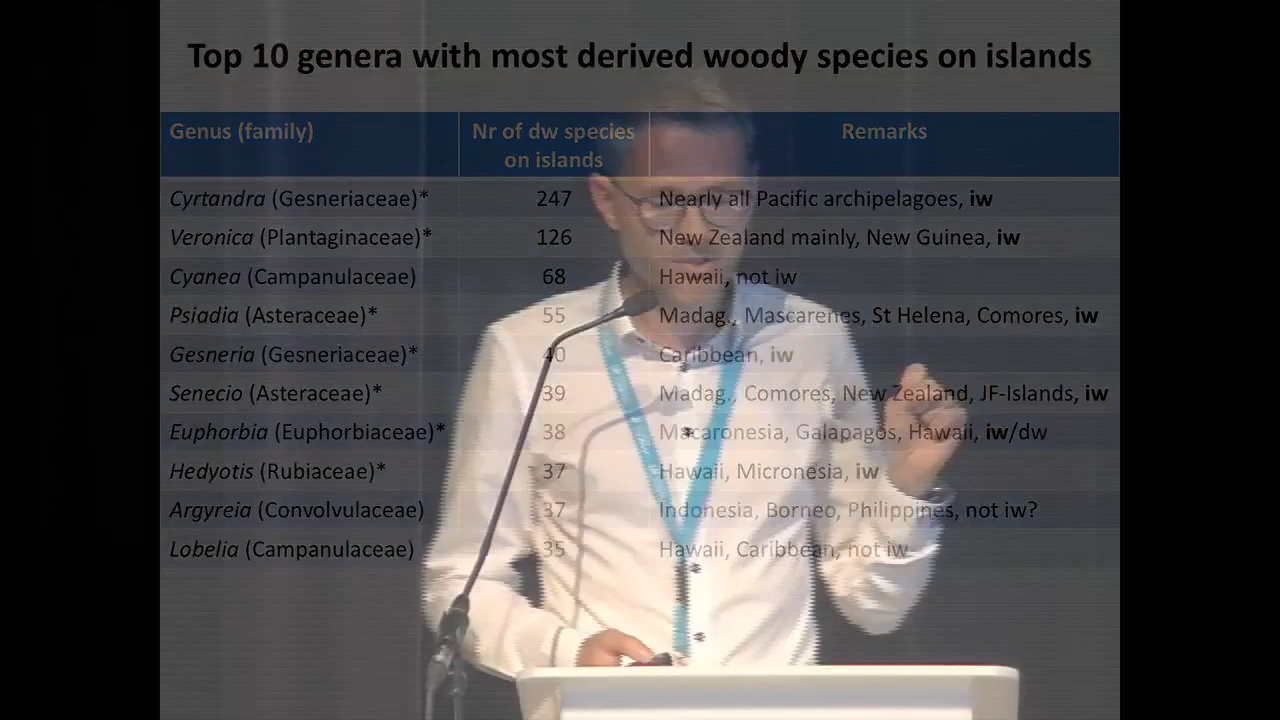 Top 10 genera with most derived woody species on islands
Genus (family) Nr of dw species on islands Remarks
Cyrtandra (Gesneriaceae)* 247 Nearly all Pacific archipelagoes, iw
Veronica (Plantaginaceae)* 126 New Zealand mainly, New Guinea, iw
Cyanea (Campanulaceae) 68 Hawaii, not iw
Psiadia (Asteraceae)* 55 Madag., Mascarenes, St Helena, Comores, iw
Gesneria (Gesneriaceae)* 40 Caribbean, iw
Senecio (Asteraceae)* 39 Madag., Comores, New Zealand, JF-Islands, iw
Euphorbia (Euphorbiaceae)* 38 Macaronesia, Galapagos, Hawaii, iw/dw
Hedyotis (Rubiaceae)* 37 Hawaii, Micronesia, iw
Argyreia (Convolvulaceae) 37 Indonesia, Borneo, Philippines, not iw?
Lobelia (Campanulaceae) 35 Hawaii, Caribbean, not iw